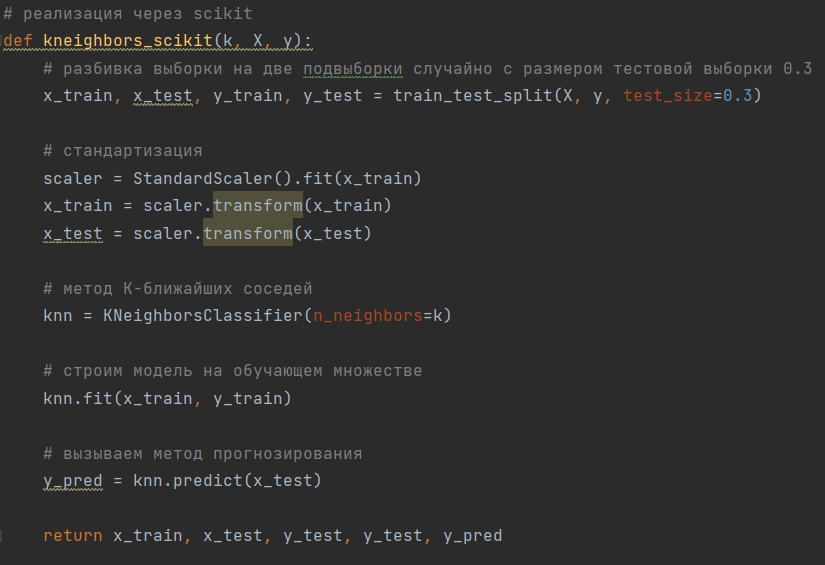 # реализация через scikit
def kneighbors_scikit(k, X, y):
# разбивка выборки на две подвыборки случайно с размером тестовой выборки 0.3
x_train, x_test, y_train, y_test = train_test_split(X, y, test_size=0.3)
# стандартизация
scaler = StandardScaler().fit(x_train)
x_train = scaler.transform(x_train)
x_test = scaler.transform(x_test)
# метод К-ближайших соседей
knn = KNeighborsClassifier(n_neighbors=k)
# строим модель на обучающем множестве
knn.fit(x_train, y_train)
# вызываем метод прогнозирования
y_pred = knn.predict(x_test)
return x_train, x_test, y_test, y_test, y_pred